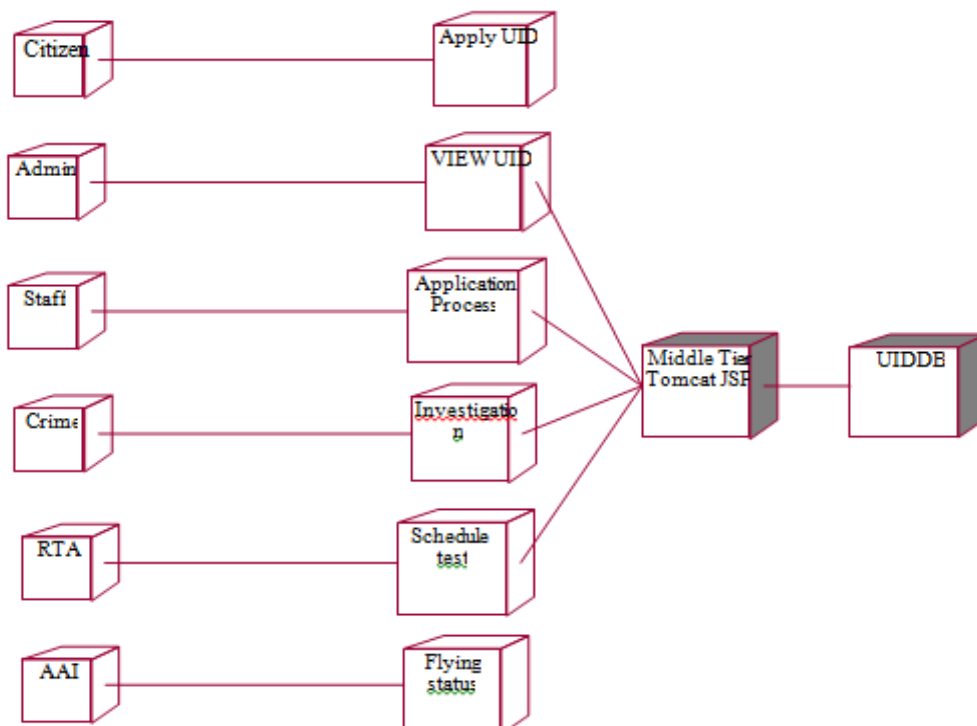 Citizen
Apply UID
Admin
VIEW UID
Staff
Application
Process
Middle Tier
Tomcat JSP
UIDDB
Crime
Investigatio
n
RTA
Schedule
test
AAI
Flying
status